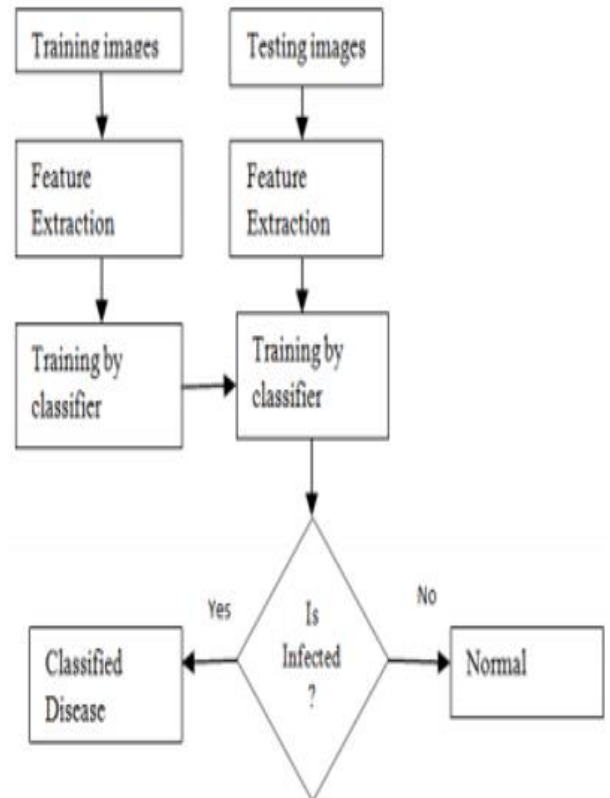 Training images
Testing images
Feature
Extraction
Feature
Extraction
Training by
classifier
Training by
classifier
Yes
Is
Infected
?
No
Classified
Disease
Normal